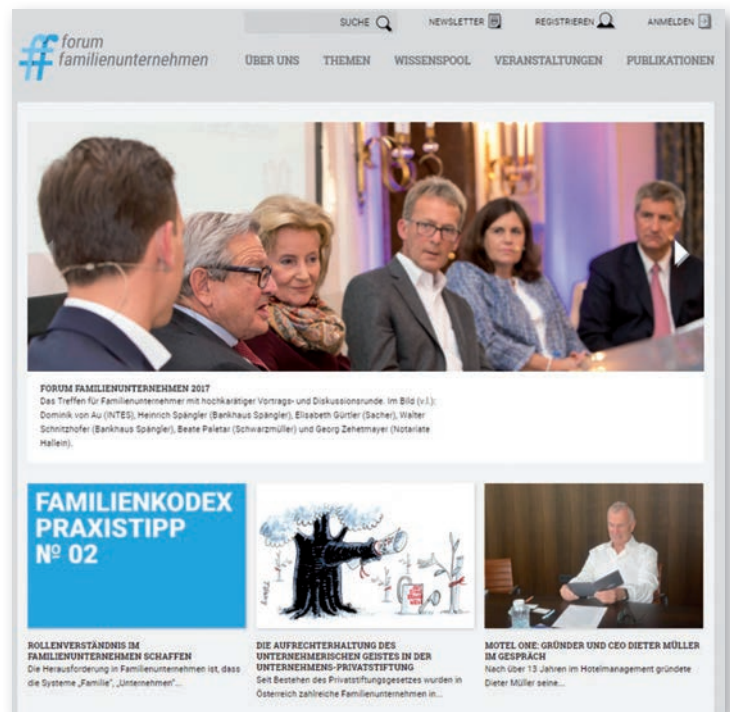 SUCHE
NEWSLETTER
REGISTRIEREN
ANMELDEN
ff forum
familienunternehmen
ÜBER UNS THEMEN WISSENSPOOL VERANSTALTUNGEN PUBLIKATIONEN
FORUM FAMILIENUNTERNEHMEN 2017
Das Treffen für Familienunternehmer mit hochkarätiger Vortrags- und Diskussionsrunde. Im Bild (v.l.):
Dominik von Au (INTES), Heinrich Spängler (Bankhaus Spängler), Elisabeth Gürtler (Sacher), Walter
Schnitzhofer (Bankhaus Spängler), Beate Paletar (Schwarzmüller) und Georg Zehetmayer (Notariate
Hallein).
FAMILIENKODEX
PRAXISTIPP
Nº 02
ROLLENVERSTÄNDNIS IM
FAMILIENUNTERNEHMEN SCHAFFEN
Die Herausforderung in Familienunternehmen ist, dass
die Systeme „Familie", „Unternehmen"...
DIE AUFRECHTERHALTUNG DES
UNTERNEHMERISCHEN GEISTES IN DER
UNTERNEHMENS-PRIVATSTIFTUNG
Seit Bestehen des Privatstiftungsgesetzes wurden in
Österreich zahlreiche Familienunternehmen in...
MOTEL ONE: GRÜNDER UND CEO DIETER MÜLLER
IM GESPRÄCH
Nach über 13 Jahren im Hotelmanagement gründete
Dieter Müller seine...